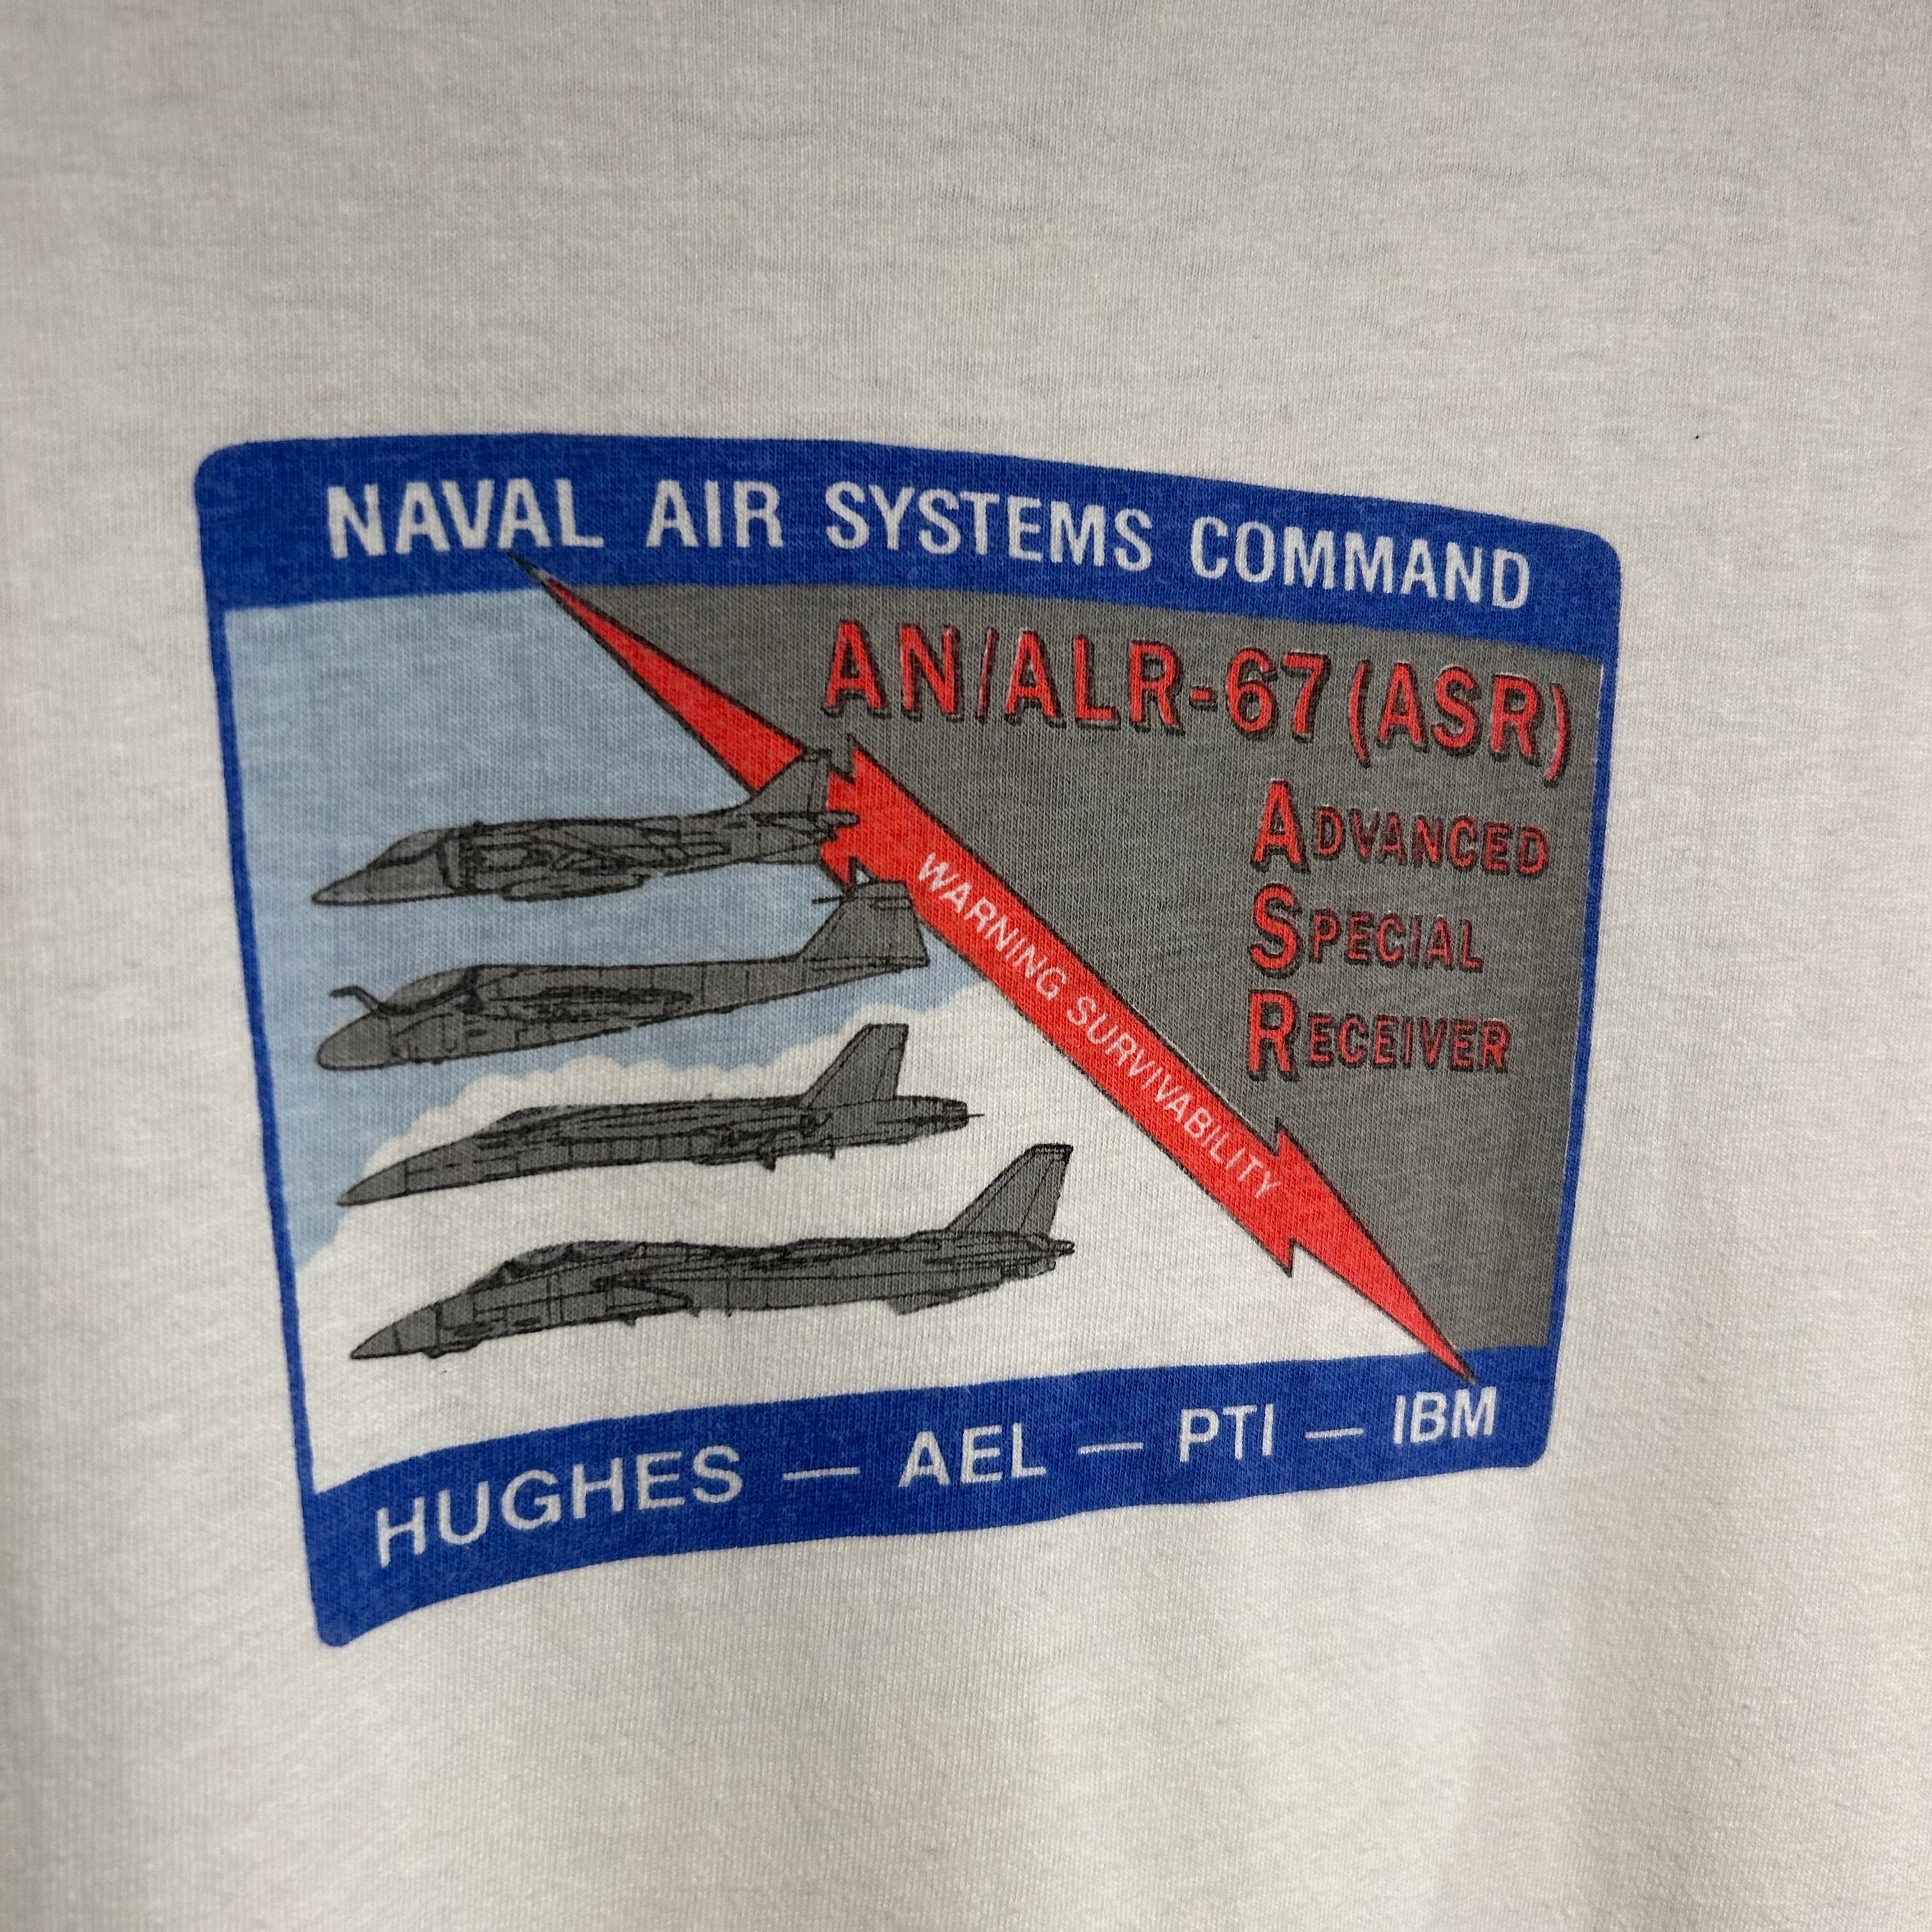 NAVAL AIR SYSTEMS COMMAND
AN/ALR-67 (ASR)
ADVANCED
SPECIAL
RECEIVER
WARNING SURVIVABILITY
HUGHES — AEL — PTI — IBM